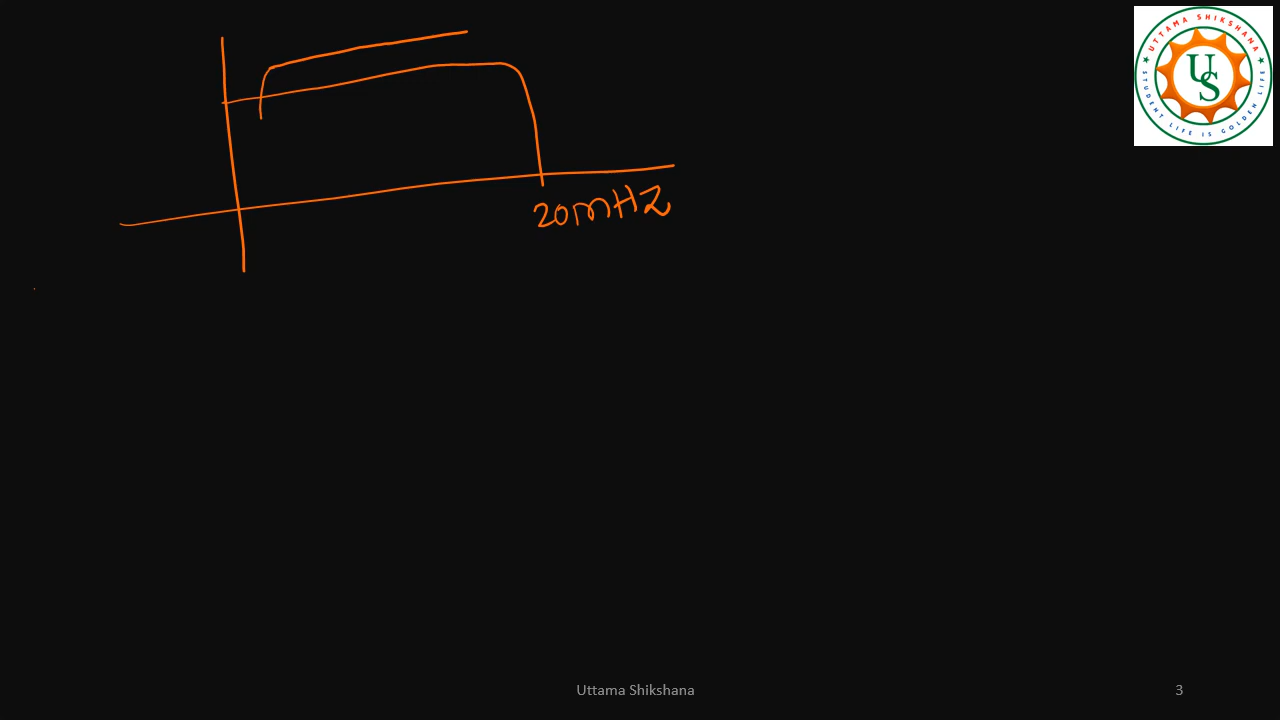 UTTAMA SHIKSHANA
US
STUDENT LIFE IS GOLDEN LIFE
20mHZ
Uttama Shikshana
3